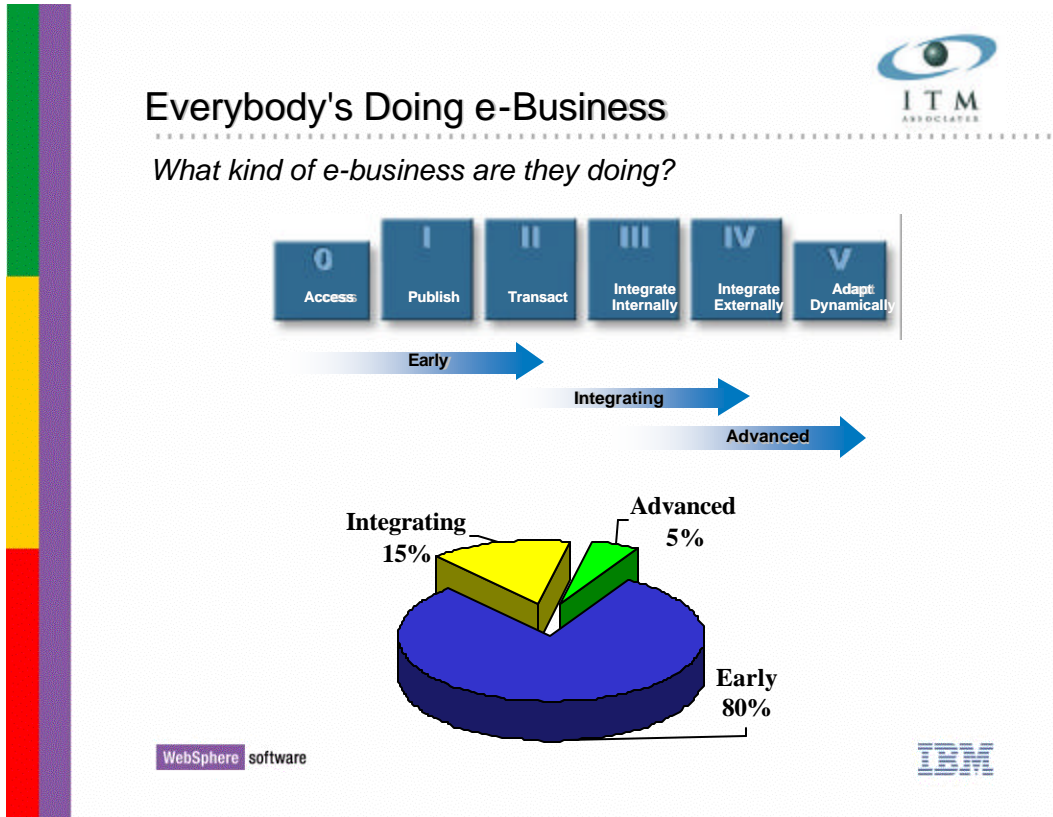 I T M
ASSOCIATES
Everybody's Doing e-Business
What kind of e-business are they doing?
0 I II III IV V
Access Publish Transact Integrate Internally Integrate Externally Adapt Dynamically
Early
Integrating
Advanced
Integrating
15%
Advanced
5%
Early
80%
WebSphere software
IBM